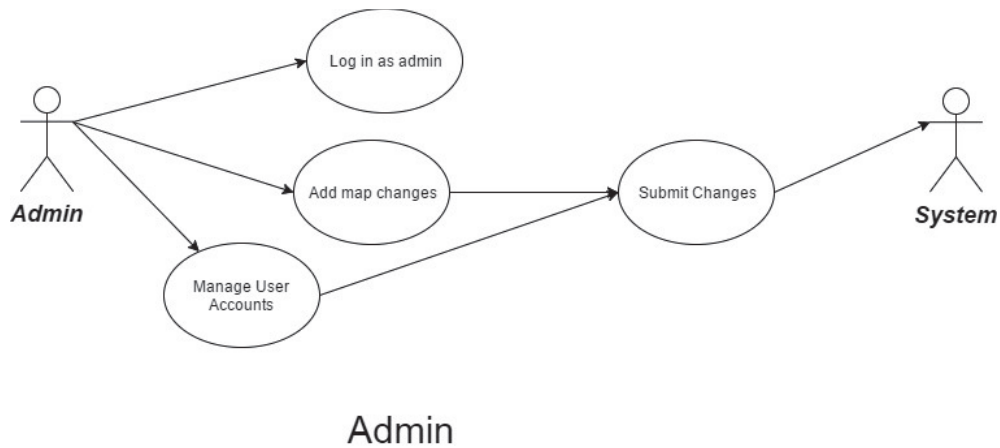 Log in as admin
Admin
Add map changes
Submit Changes
System
Manage User
Accounts
Admin